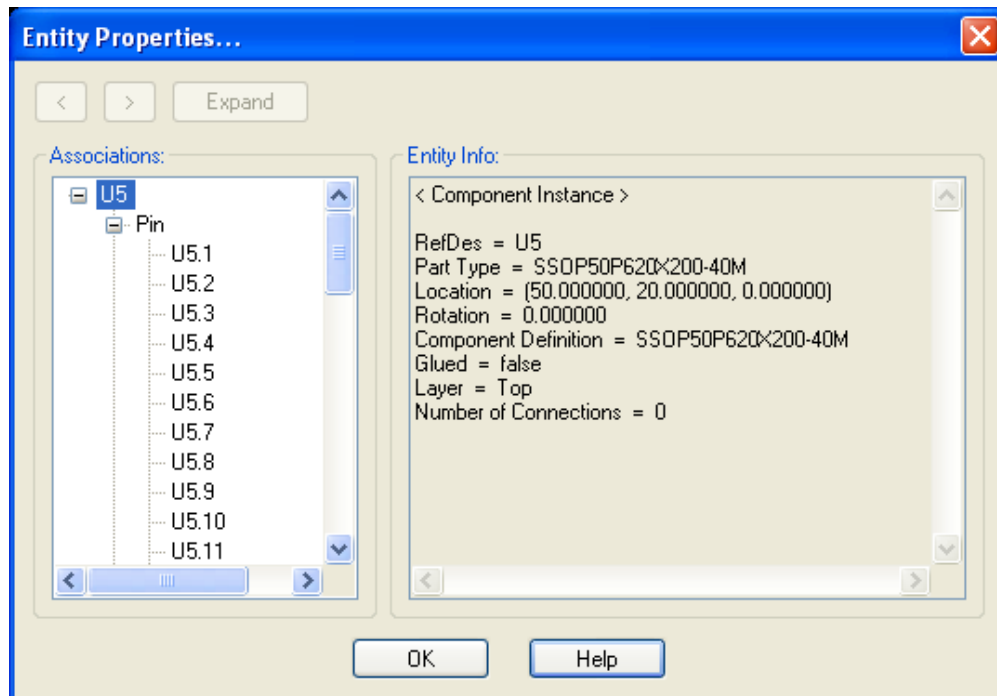 Entity Properties...
< > Expand
Associations:
U5
Pin
U5.1
U5.2
U5.3
U5.4
U5.5
U5.6
U5.7
U5.8
U5.9
U5.10
U5.11
Entity Info:
< Component Instance >
RefDes = U5
Part Type = SSOP50P620X200-40M
Location = (50.000000, 20.000000, 0.000000)
Rotation = 0.000000
Component Definition = SSOP50P620X200-40M
Glued = false
Layer = Top
Number of Connections = 0
OK Help